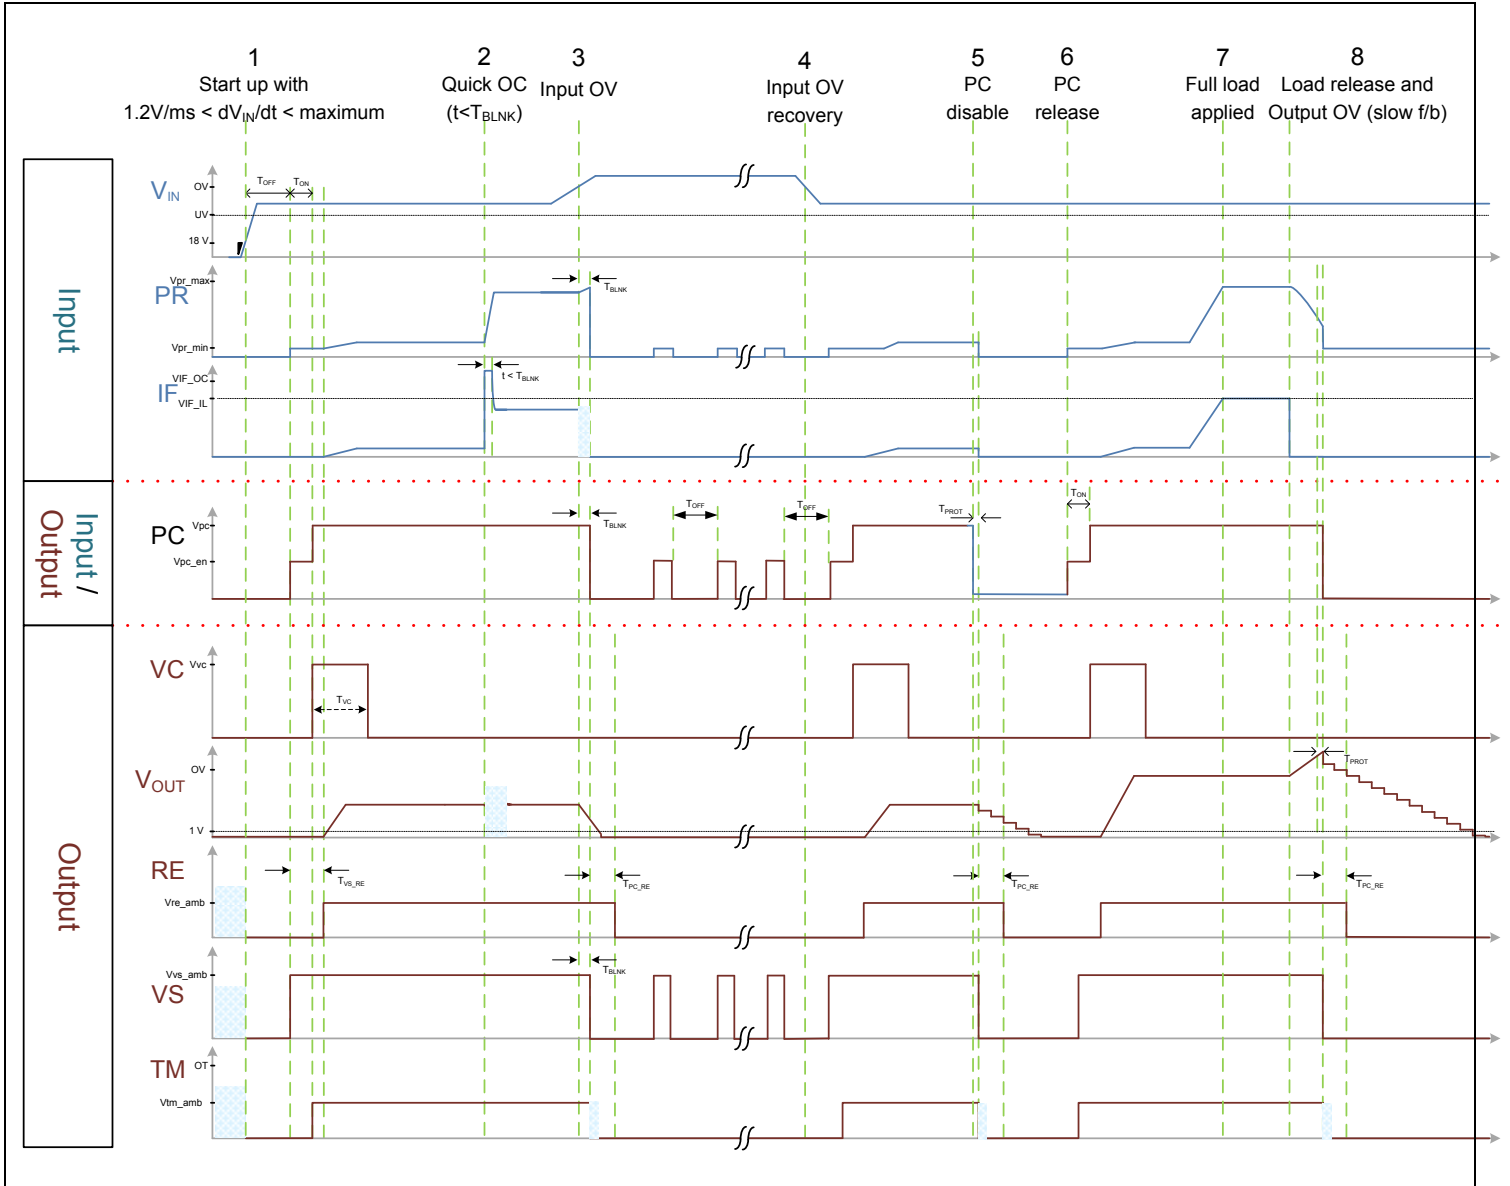 1
Start up with
1.2V/ms < dVIN/dt < maximum
2
Quick OC
(t<TBLNK)
3
Input OV
4
Input OV
recovery
5
PC
disable
6
PC
release
7
Full load
applied
8
Load release and
Output OV (slow f/b)
Input
VIN
OV
UV
18 V
TOFF
TON
PR
Vpr_max
Vpr_min
TBLNK
IF
VIF_OC
VIF_IL
t < TBLNK
Input /
Output
PC
Vpc
Vpc_en
TBLNK
TOFF
TOFF
TPROT
TON
Output
VC
Vvc
TVC
VOUT
OV
1 V
TPROT
RE
Vre_amb
TVS_RE
TPC_RE
TPC_RE
TPC_RE
VS
Vvs_amb
TBLNK
TM
OT
Vtm_amb